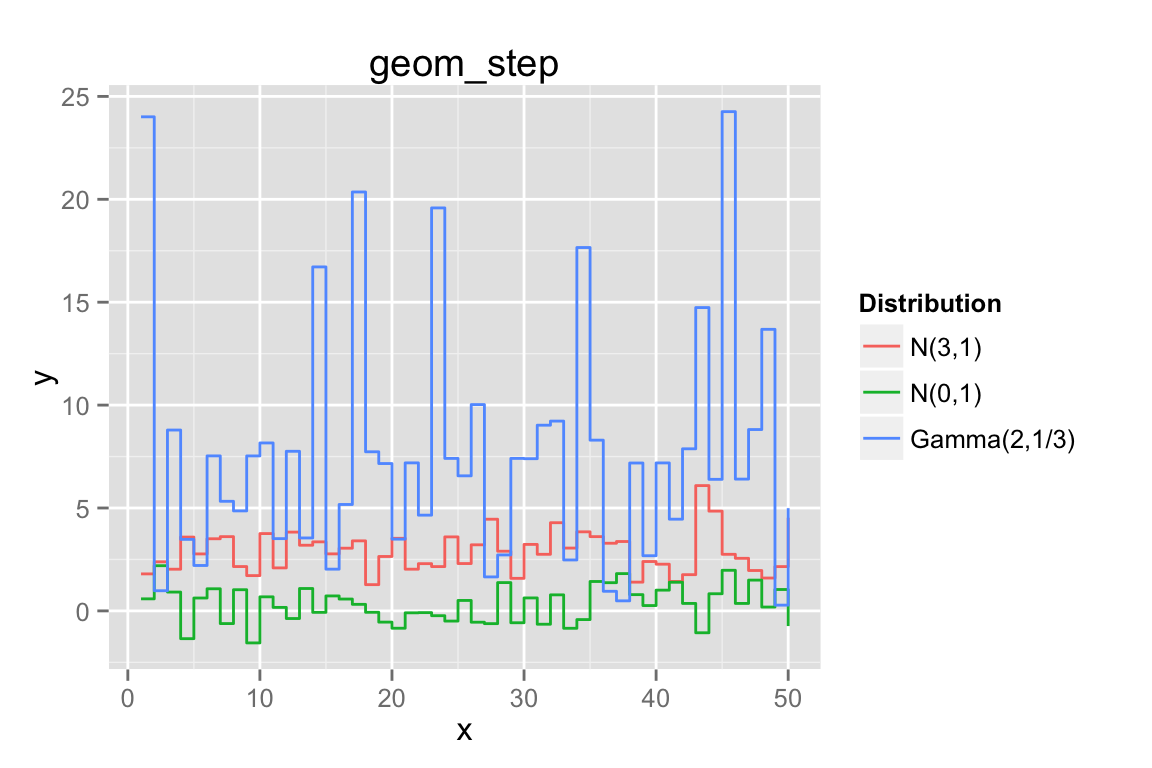 geom_step
25
20
15
10
5
0
y
0 10 20 30 40 50
x
Distribution
N(3,1)
N(0,1)
Gamma(2,1/3)